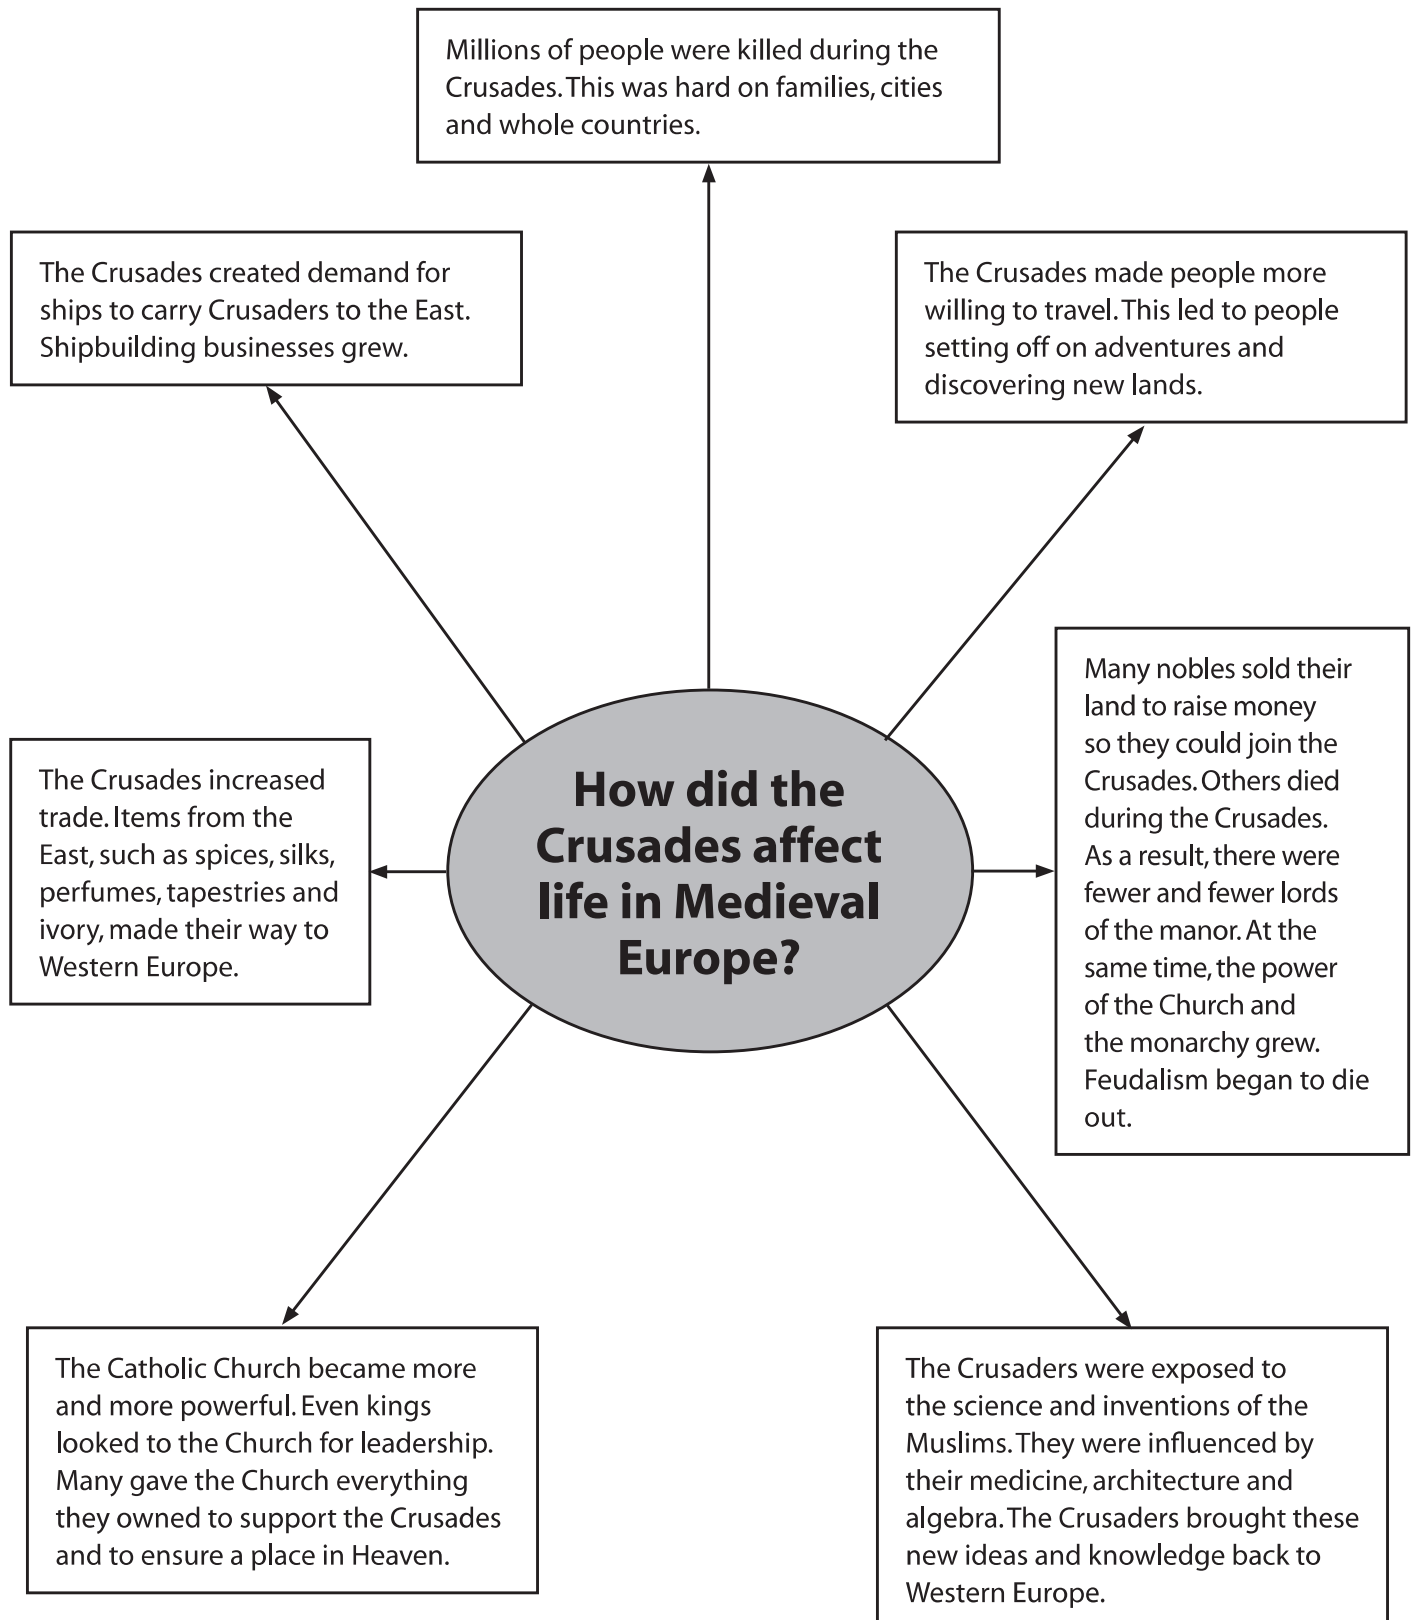 Millions of people were killed during the
Crusades. This was hard on families, cities
and whole countries.
The Crusades created demand for
ships to carry Crusaders to the East.
Shipbuilding businesses grew.
The Crusades made people more
willing to travel. This led to people
setting off on adventures and
discovering new lands.
Many nobles sold their
land to raise money
so they could join the
Crusades. Others died
during the Crusades.
As a result, there were
fewer and fewer lords
of the manor. At the
same time, the power
of the Church and
the monarchy grew.
Feudalism began to die
out.
The Crusades increased
trade. Items from the
East, such as spices, silks,
perfumes, tapestries and
ivory, made their way to
Western Europe.
How did the
Crusades affect
life in Medieval
Europe?
The Catholic Church became more
and more powerful. Even kings
looked to the Church for leadership.
Many gave the Church everything
they owned to support the Crusades
and to ensure a place in Heaven.
The Crusaders were exposed to
the science and inventions of the
Muslims. They were influenced by
their medicine, architecture and
algebra. The Crusaders brought these
new ideas and knowledge back to
Western Europe.